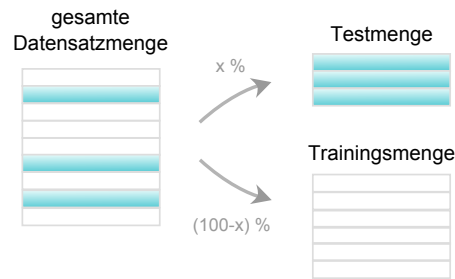 gesamte
Datensatzmenge
Testmenge
x %
Trainingsmenge
(100-x) %